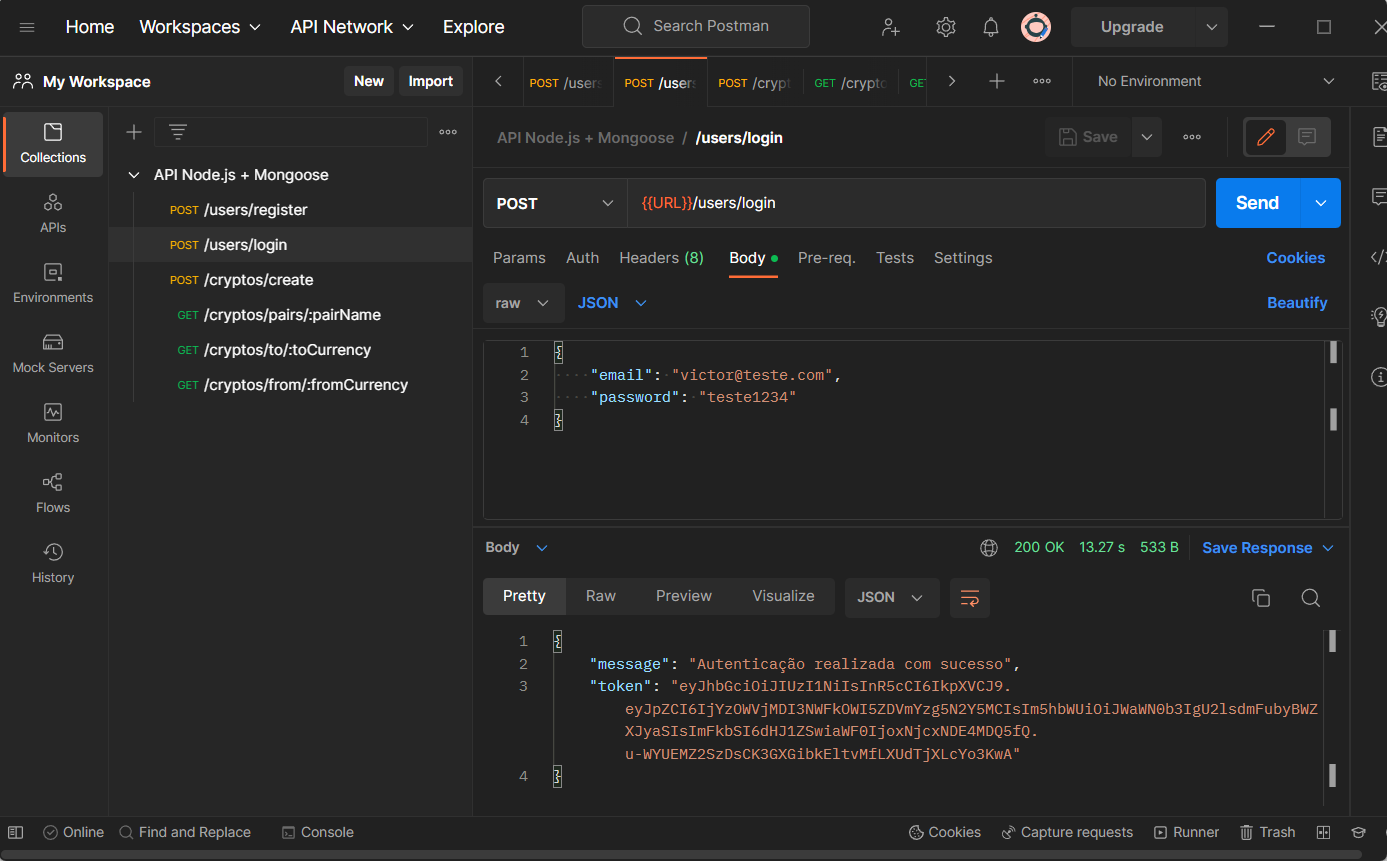 Home Workspaces API Network Explore Search Postman Upgrade
My Workspace New Import POST /users POST /users POST /crypt GET /crypto GE No Environment
Collections
APIs
Environments
Mock Servers
Monitors
Flows
History
API Node.js + Mongoose
POST /users/register
POST /users/login
POST /cryptos/create
GET /cryptos/pairs/:pairName
GET /cryptos/to/:toCurrency
GET /cryptos/from/:fromCurrency
API Node.js + Mongoose / /users/login Save
POST {{URL}}/users/login Send
Params Auth Headers (8) Body Pre-req. Tests Settings Cookies
raw JSON Beautify
1 {
2 "email": "victor@teste.com",
3 "password": "teste1234"
4 }
Body 200 OK 13.27 s 533 B Save Response
Pretty Raw Preview Visualize JSON
1 {
2 "message": "Autenticação realizada com sucesso",
3 "token": "eyJhbGciOiJIUzI1NiIsInR5cCI6IkpXVCJ9.
eyJpZCI6IjYzOWVjMDI3NWFkOWI5ZDVmYzg5N2Y5MCIsIm5hbWUiOiJWaWN0b3IgU2lsdmFubyBWZ
XJyaSIsImFkbSI6dHJ1ZSwiaWF0IjoxNjcxNDE4MDQ5fQ.
u-WYUEMZ2SzDsCK3GXGibkEltvMfLXUdTjXLcYo3KwA"
4 }
Online Find and Replace Console Cookies Capture requests Runner Trash